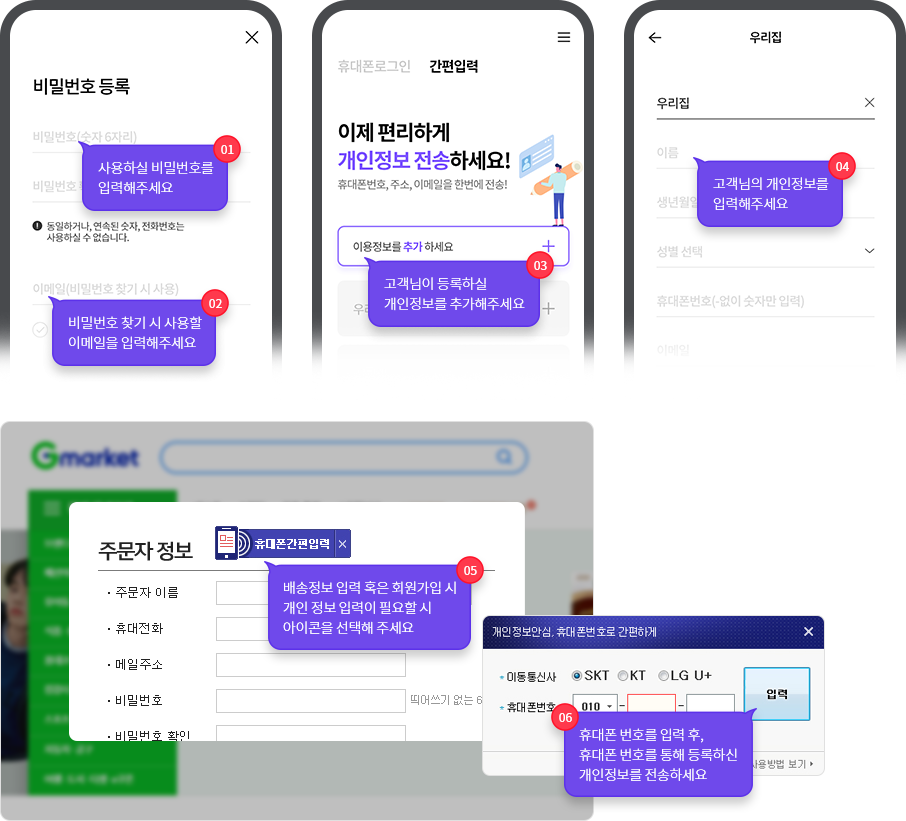 비밀번호 등록
비밀번호(숫자 6자리)
01
사용하실 비밀번호를
입력해주세요
비밀번호
동일하거나, 연속된 숫자, 전화번호는
사용하실 수 없습니다.
이메일(비밀번호 찾기 시 사용)
02
비밀번호 찾기 시 사용할
이메일을 입력해주세요
휴대폰로그인 간편입력
이제 편리하게
개인정보 전송하세요!
휴대폰번호, 주소, 이메일을 한번에 전송!
이용정보를 추가 하세요
03
고객님이 등록하실
개인정보를 추가해주세요
우리집
우리집
이름
04
고객님의 개인정보를
입력해주세요
생년월일
성별 선택
휴대폰번호(-없이 숫자만 입력)
이메일
Gmarket
주문자 정보
휴대폰간편입력
05
배송정보 입력 혹은 회원가입 시
개인 정보 입력이 필요할 시
아이콘을 선택해 주세요
· 주문자 이름
· 휴대전화
· 메일주소
· 비밀번호
띄어쓰기 없는 6
· 비밀번호 확인
개인정보안심, 휴대폰번호로 간편하게
이동통신사 SKT KT LG U+
휴대폰번호 010 - -
입력
06
휴대폰 번호를 입력 후,
휴대폰 번호를 통해 등록하신
개인정보를 전송하세요
사용방법 보기